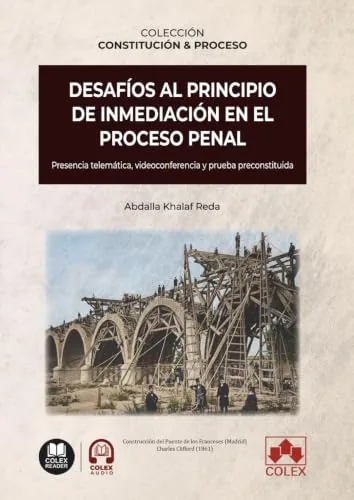 COLECCIÓN
CONSTITUCIÓN & PROCESO
DESAFÍOS AL PRINCIPIO
DE INMEDIACIÓN EN EL
PROCESO PENAL
Presencia telemática, videoconferencia y prueba preconstituida
Abdalla Khalaf Reda
COLEX
READER
COLEX
AUDIO
Construcción del Puente de los Franceses (Madrid)
Charles Clifford (1861)
COLEX